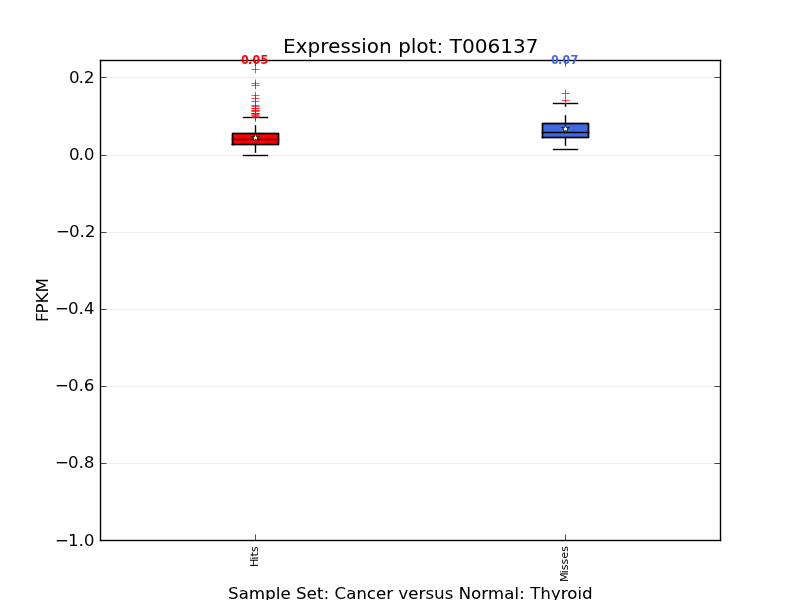 Expression plot: T006137
0.05
0.07
0.2
0.0
−0.2
−0.4
−0.6
−0.8
−1.0
FPKM
Hits
Misses
Sample Set: Cancer versus Normal: Thyroid